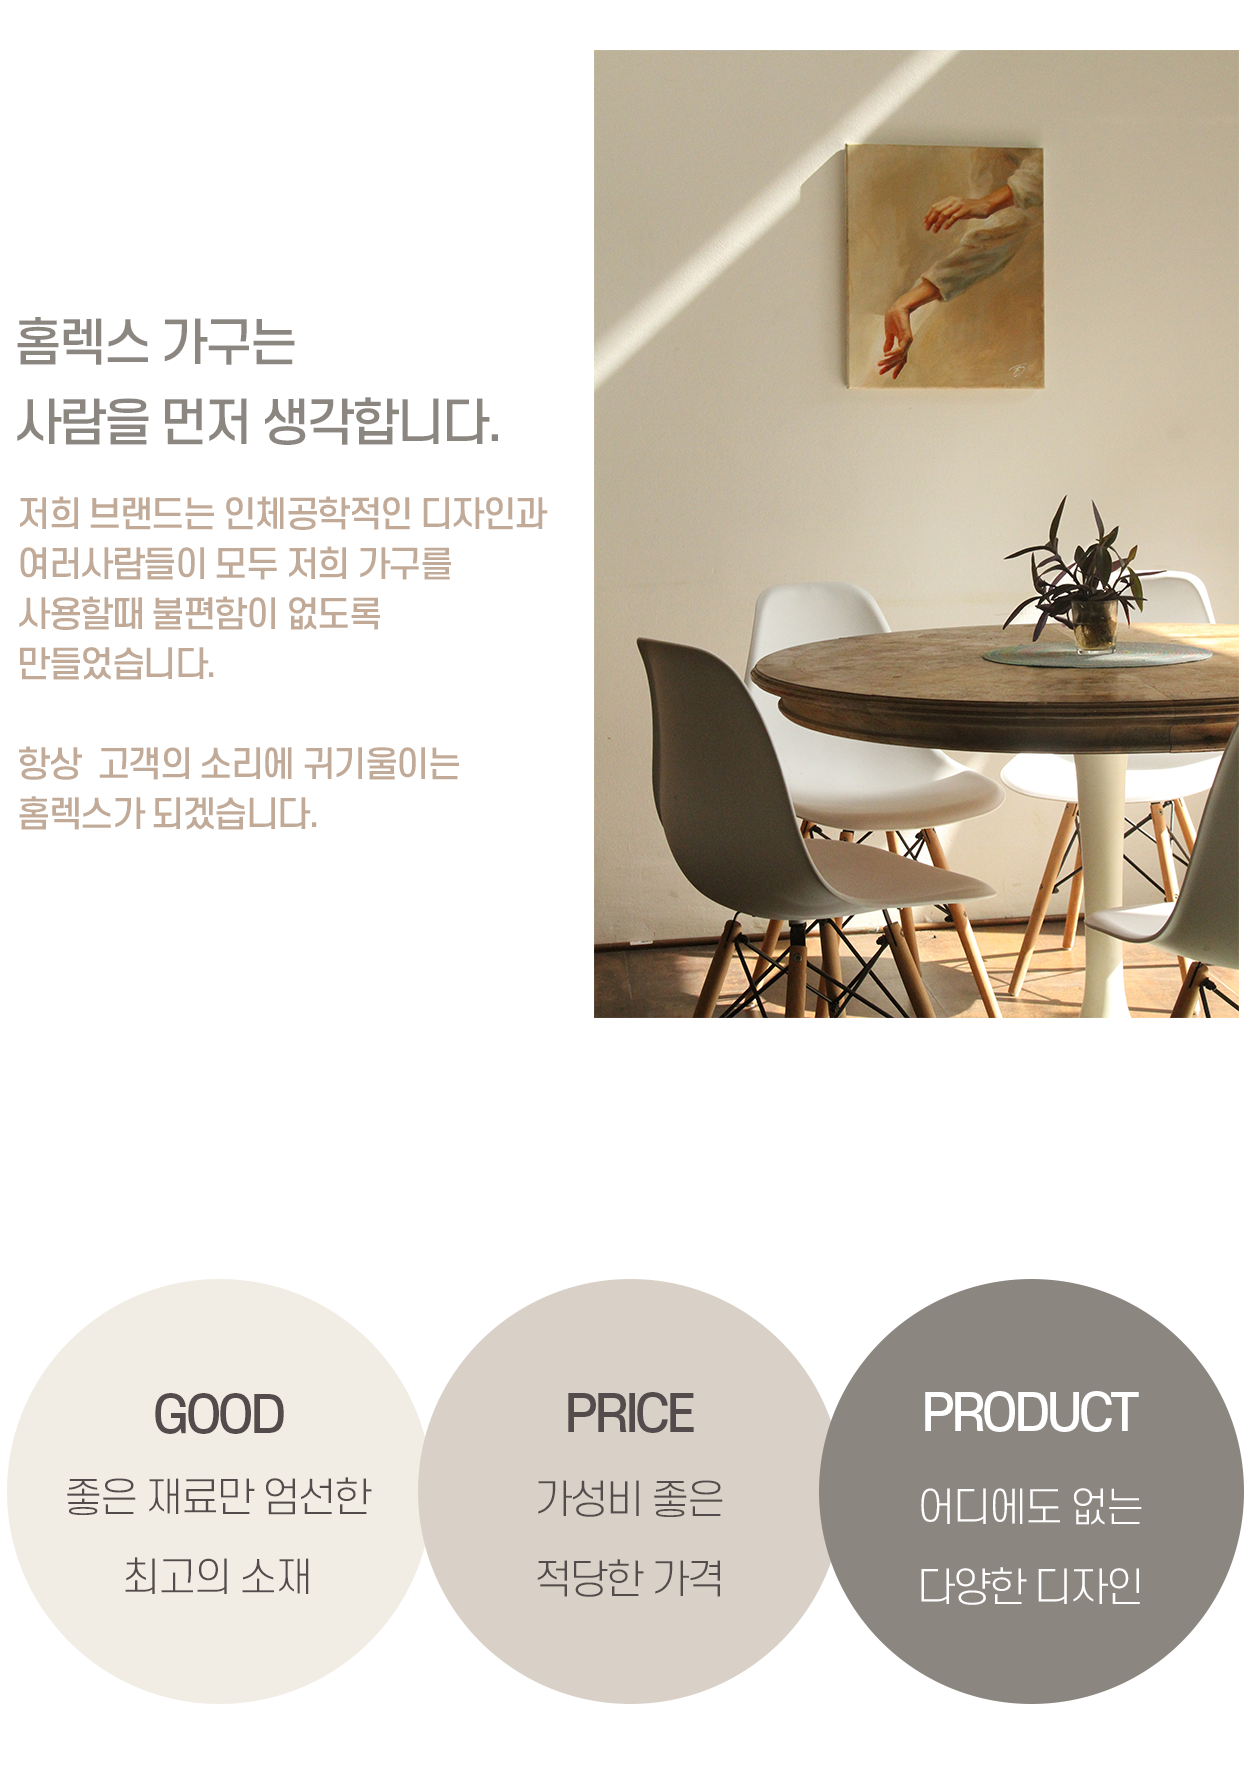 홈렉스 가구는
사람을 먼저 생각합니다.
저희 브랜드는 인체공학적인 디자인과
여러사람들이 모두 저희 가구를
사용할때 불편함이 없도록
만들었습니다.
항상 고객의 소리에 귀기울이는
홈렉스가 되겠습니다.
GOOD
좋은 재료만 엄선한
최고의 소재
PRICE
가성비 좋은
적당한 가격
PRODUCT
어디에도 없는
다양한 디자인